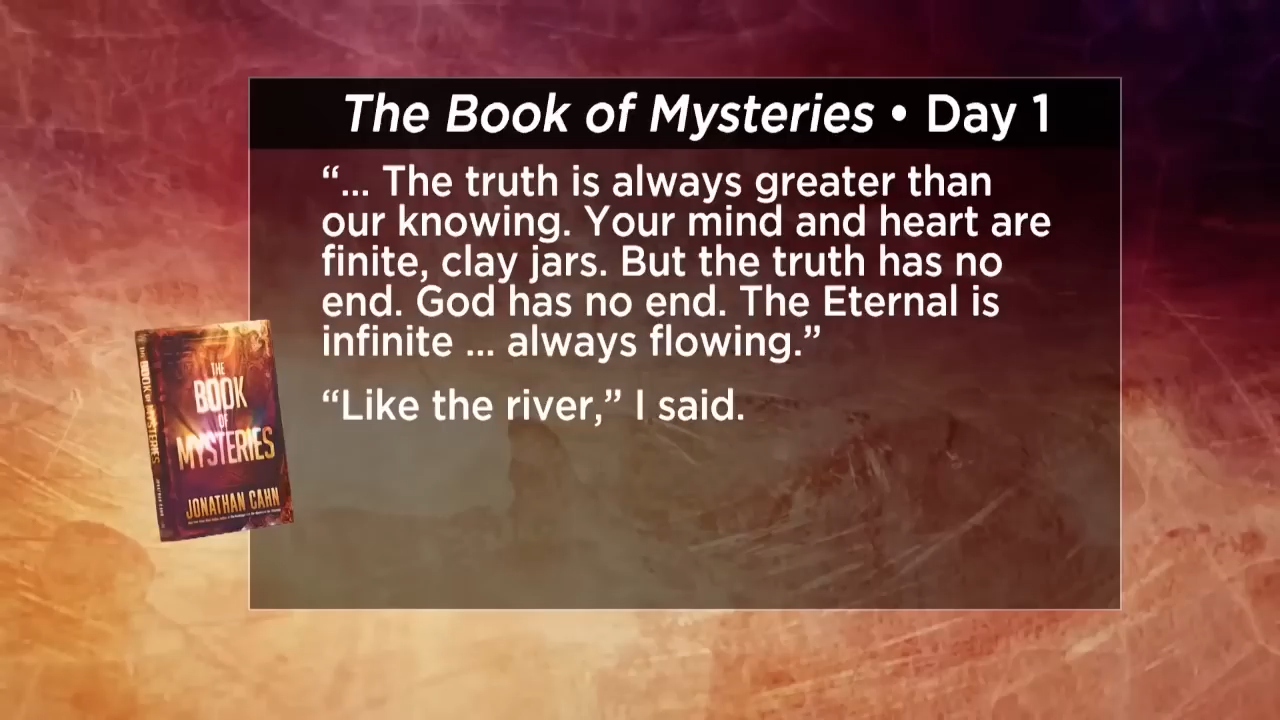 The Book of Mysteries • Day 1
“... The truth is always greater than
our knowing. Your mind and heart are
finite, clay jars. But the truth has no
end. God has no end. The Eternal is
infinite ... always flowing.”
“Like the river,” I said.
THE
BOOK
OF
MYSTERIES
JONATHAN CAHN